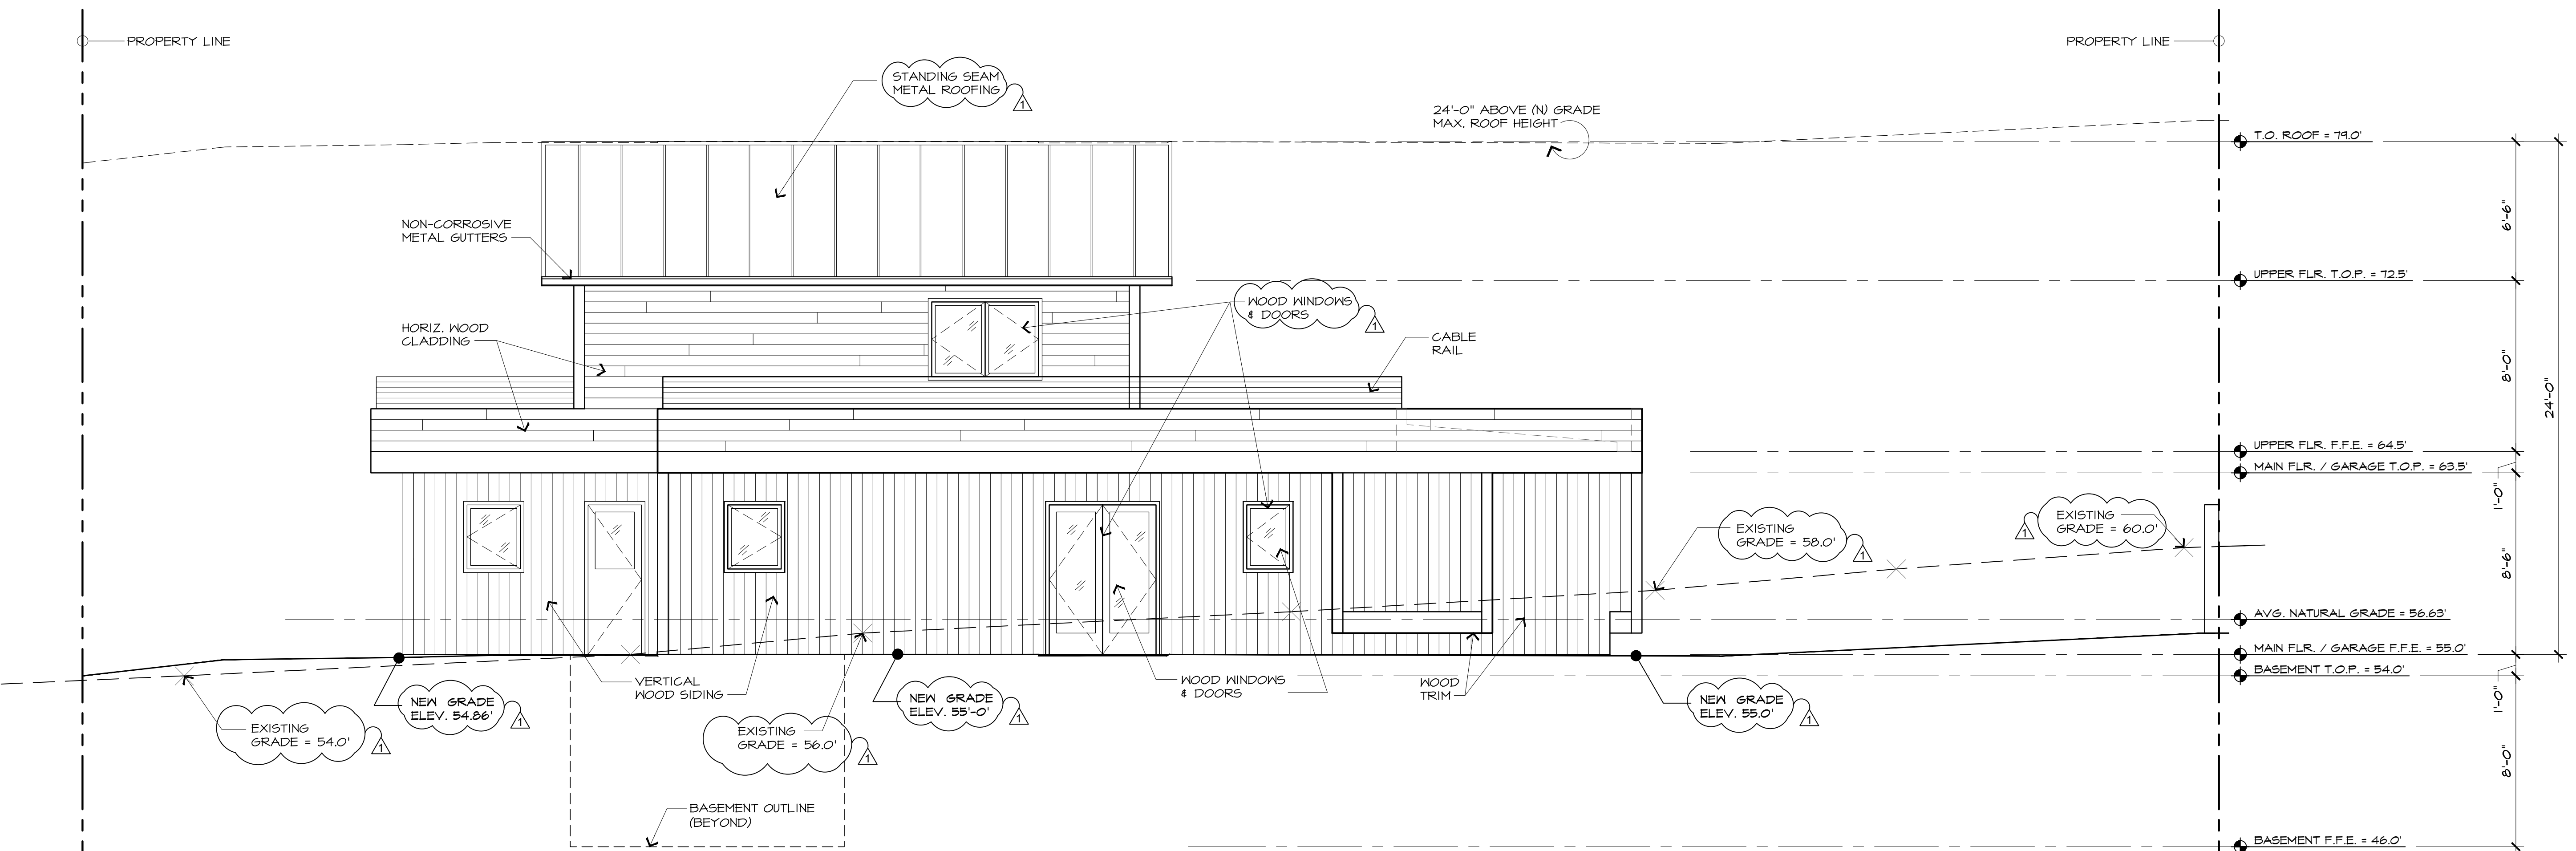 PROPERTY LINE
PROPERTY LINE
STANDING SEAM
METAL ROOFING
1
24'-0" ABOVE (N) GRADE
MAX. ROOF HEIGHT
T.O. ROOF = 79.0'
6'-6"
NON-CORROSIVE
METAL GUTTERS
UPPER FLR. T.O.P. = 72.5'
WOOD WINDOWS
& DOORS
1
HORIZ. WOOD
CLADDING
CABLE
RAIL
8'-0"
24'-0"
UPPER FLR. F.F.E. = 64.5'
MAIN FLR. / GARAGE T.O.P. = 63.5'
1'-0"
EXISTING
GRADE = 58.0'
1
EXISTING
GRADE = 60.0'
1
8'-6"
AVG. NATURAL GRADE = 56.63'
MAIN FLR. / GARAGE F.F.E. = 55.0'
BASEMENT T.O.P. = 54.0'
1'-0"
VERTICAL
WOOD SIDING
WOOD WINDOWS
& DOORS
WOOD
TRIM
NEW GRADE
ELEV. 54.86'
1
NEW GRADE
ELEV. 55'-0'
1
NEW GRADE
ELEV. 55.0'
1
EXISTING
GRADE = 54.0'
1
EXISTING
GRADE = 56.0'
1
8'-0"
BASEMENT OUTLINE
(BEYOND)
BASEMENT F.F.E. = 46.0'